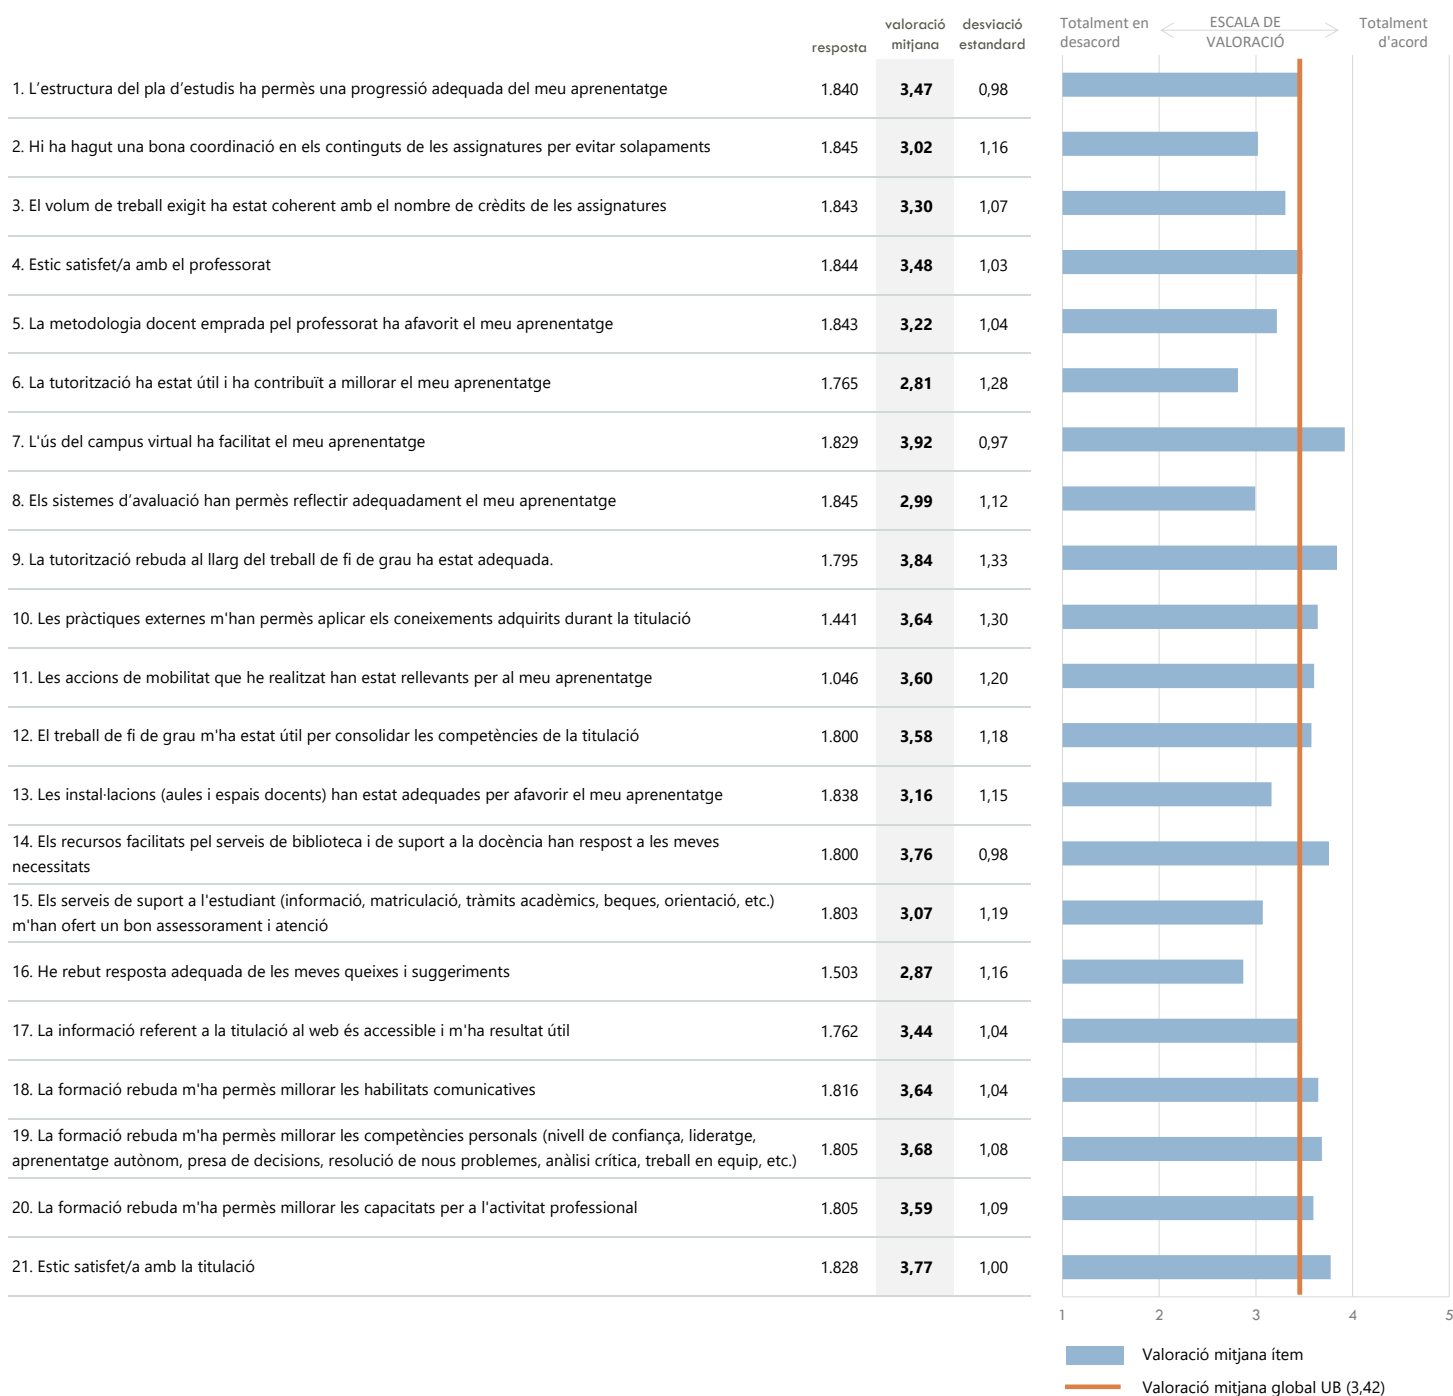 valoració desviació
resposta mitjana estandard
Totalment en ESCALA DE Totalment
desacord VALORACIÓ d'acord
1. L’estructura del pla d’estudis ha permès una progressió adequada del meu aprenentatge 1.840 3,47 0,98
2. Hi ha hagut una bona coordinació en els continguts de les assignatures per evitar solapaments 1.845 3,02 1,16
3. El volum de treball exigit ha estat coherent amb el nombre de crèdits de les assignatures 1.843 3,30 1,07
4. Estic satisfet/a amb el professorat 1.844 3,48 1,03
5. La metodologia docent emprada pel professorat ha afavorit el meu aprenentatge 1.843 3,22 1,04
6. La tutorització ha estat útil i ha contribuït a millorar el meu aprenentatge 1.765 2,81 1,28
7. L'ús del campus virtual ha facilitat el meu aprenentatge 1.829 3,92 0,97
8. Els sistemes d’avaluació han permès reflectir adequadament el meu aprenentatge 1.845 2,99 1,12
9. La tutorització rebuda al llarg del treball de fi de grau ha estat adequada. 1.795 3,84 1,33
10. Les pràctiques externes m'han permès aplicar els coneixements adquirits durant la titulació 1.441 3,64 1,30
11. Les accions de mobilitat que he realitzat han estat rellevants per al meu aprenentatge 1.046 3,60 1,20
12. El treball de fi de grau m'ha estat útil per consolidar les competències de la titulació 1.800 3,58 1,18
13. Les instal·lacions (aules i espais docents) han estat adequades per afavorir el meu aprenentatge 1.838 3,16 1,15
14. Els recursos facilitats pel serveis de biblioteca i de suport a la docència han respost a les meves
necessitats 1.800 3,76 0,98
15. Els serveis de suport a l'estudiant (informació, matriculació, tràmits acadèmics, beques, orientació, etc.)
m'han ofert un bon assessorament i atenció 1.803 3,07 1,19
16. He rebut resposta adequada de les meves queixes i suggeriments 1.503 2,87 1,16
17. La informació referent a la titulació al web és accessible i m'ha resultat útil 1.762 3,44 1,04
18. La formació rebuda m'ha permès millorar les habilitats comunicatives 1.816 3,64 1,04
19. La formació rebuda m'ha permès millorar les competències personals (nivell de confiança, lideratge,
aprenentatge autònom, presa de decisions, resolució de nous problemes, anàlisi crítica, treball en equip, etc.) 1.805 3,68 1,08
20. La formació rebuda m'ha permès millorar les capacitats per a l'activitat professional 1.805 3,59 1,09
21. Estic satisfet/a amb la titulació 1.828 3,77 1,00
1 2 3 4 5
Valoració mitjana ítem
Valoració mitjana global UB (3,42)